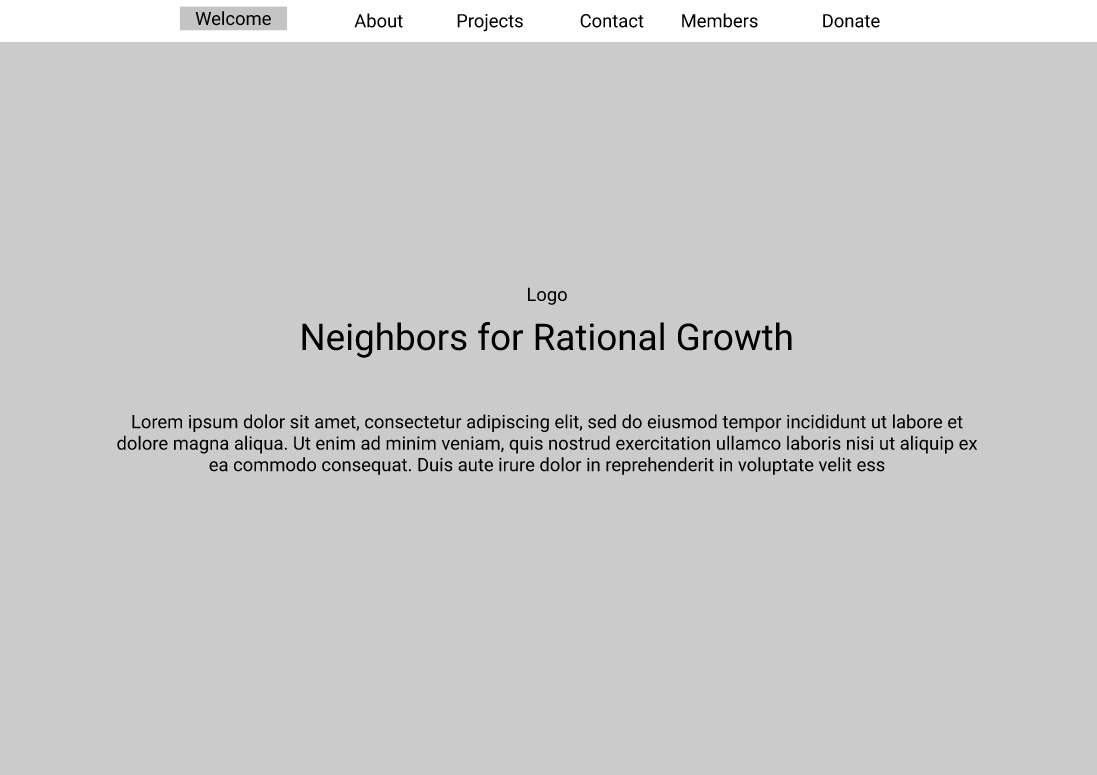 Welcome About Projects Contact Members Donate
Logo
Neighbors for Rational Growth
Lorem ipsum dolor sit amet, consectetur adipiscing elit, sed do eiusmod tempor incididunt ut labore et
dolore magna aliqua. Ut enim ad minim veniam, quis nostrud exercitation ullamco laboris nisi ut aliquip ex
ea commodo consequat. Duis aute irure dolor in reprehenderit in voluptate velit ess